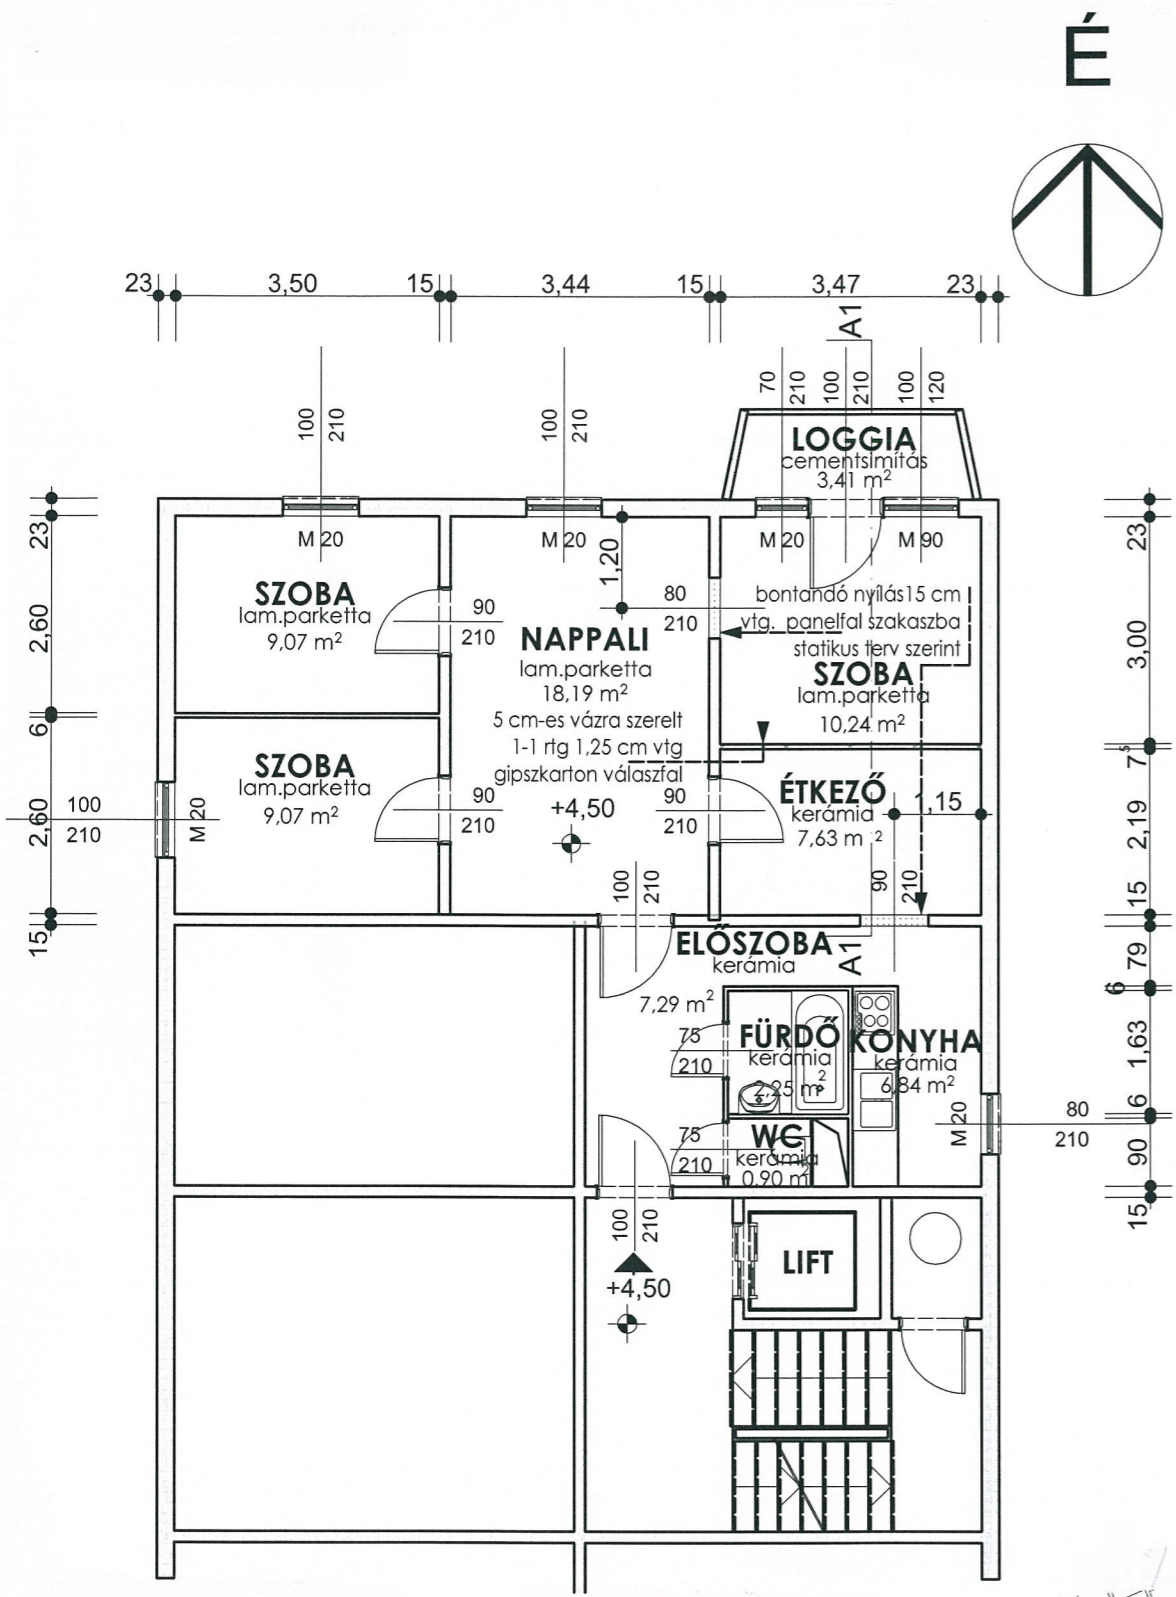 É
23 3,50 15 3,44 15 3,47 23
A1
100 210
100 210
70 210
100 210
100 120
LOGGIA
cementsimítás
3,41 m²
M 20
M 20
M 20
M 90
23
2,60
6
2,60
15
100
210
M 20
SZOBA
lam.parketta
9,07 m²
90
210
1,20
80
210
NAPPALI
lam.parketta
18,19 m²
5 cm-es vázra szerelt
1-1 rtg 1,25 cm vtg
gipszkarton válaszfal
+4,50
bontandó nyílás15 cm
vtg. panelfal szakaszba
statikus terv szerint
SZOBA
lam.parketta
10,24 m²
SZOBA
lam.parketta
9,07 m²
90
210
90
210
ÉTKEZŐ
kerámia
7,63 m²
1,15
90 210
100 210
23
3,00
7⁵
2,19
15
79
6
1,63
6
90
15
ELŐSZOBA
kerámia
7,29 m²
A1
75
210
FÜRDŐ
kerámia
2,25 m²
KONYHA
kerámia
6,84 m²
M 20
80
210
75
210
WC
kerámia
0,90 m²
100 210
+4,50
LIFT